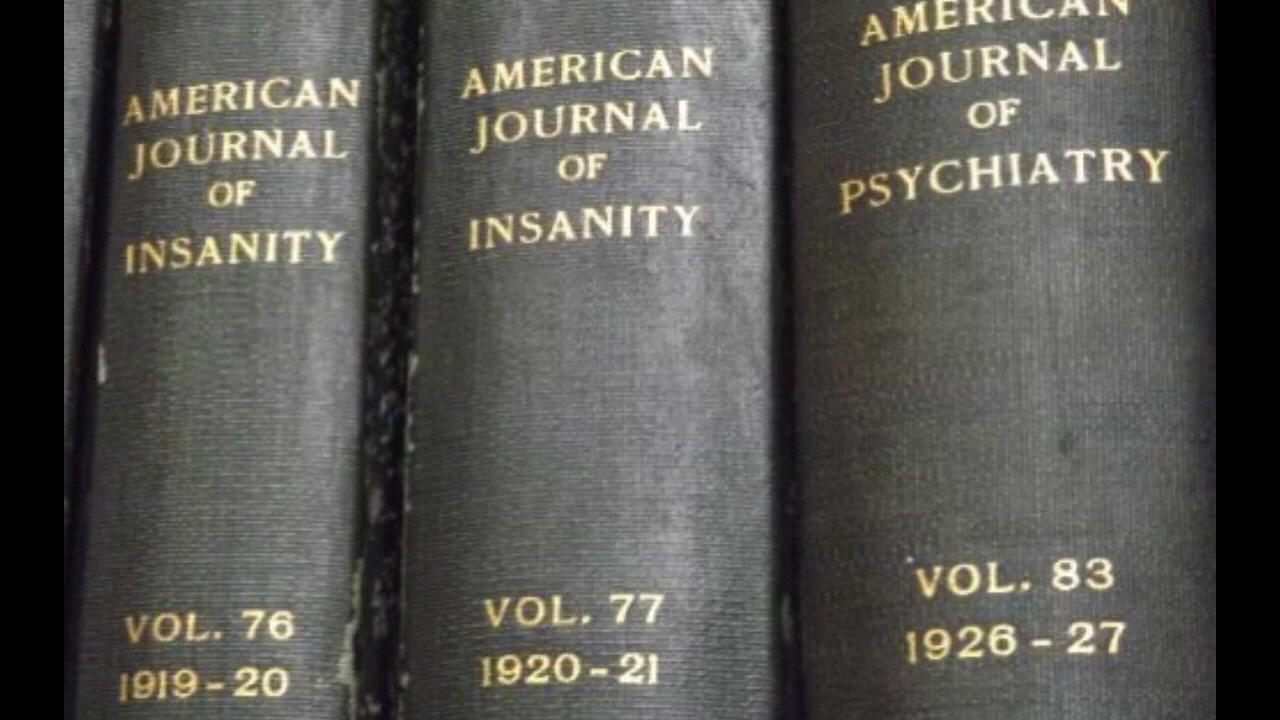 AMERICAN
JOURNAL
OF
INSANITY
VOL. 76
1919-20
AMERICAN
JOURNAL
OF
INSANITY
VOL. 77
1920-21
AMERICAN
JOURNAL
OF
PSYCHIATRY
VOL. 83
1926-27